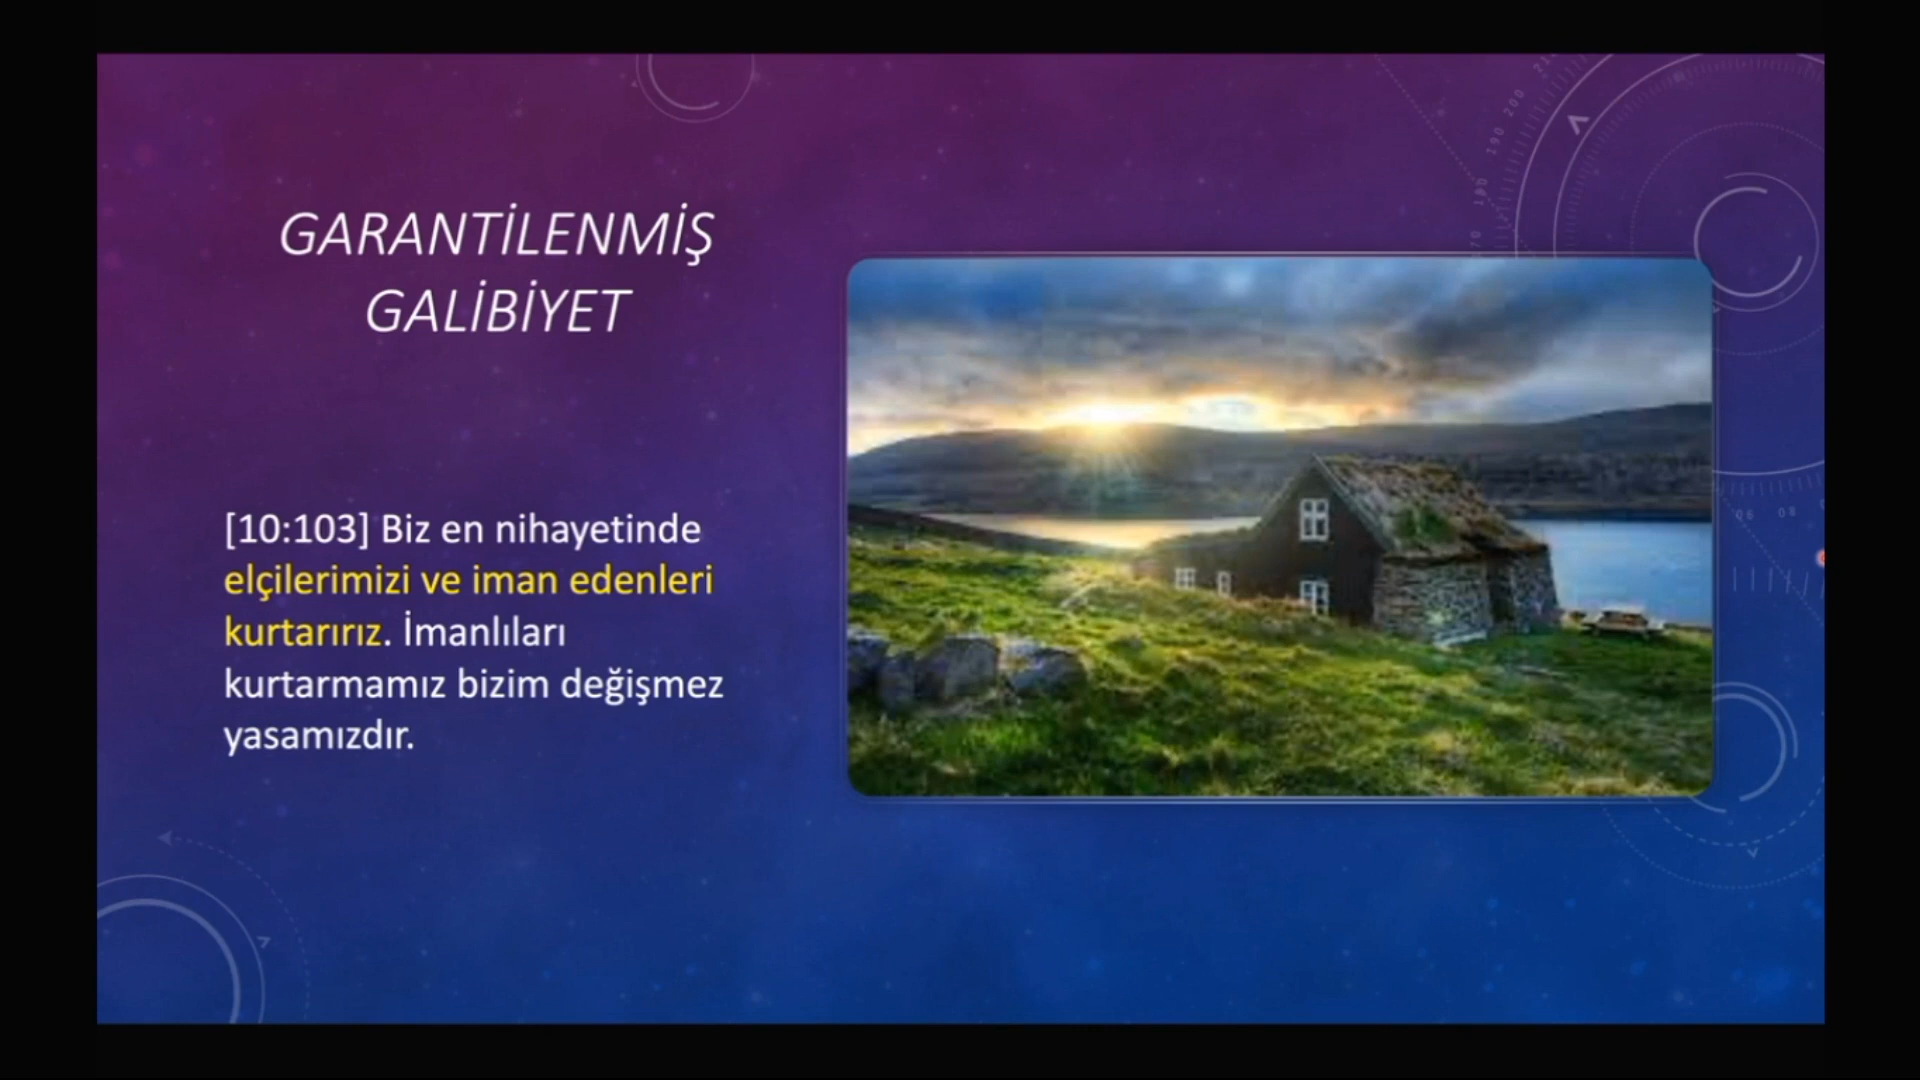 GARANTİLENMİŞ
GALİBİYET
[10:103] Biz en nihayetinde
elçilerimizi ve iman edenleri
kurtarırız. İmanlıları
kurtarmamız bizim değişmez
yasamızdır.